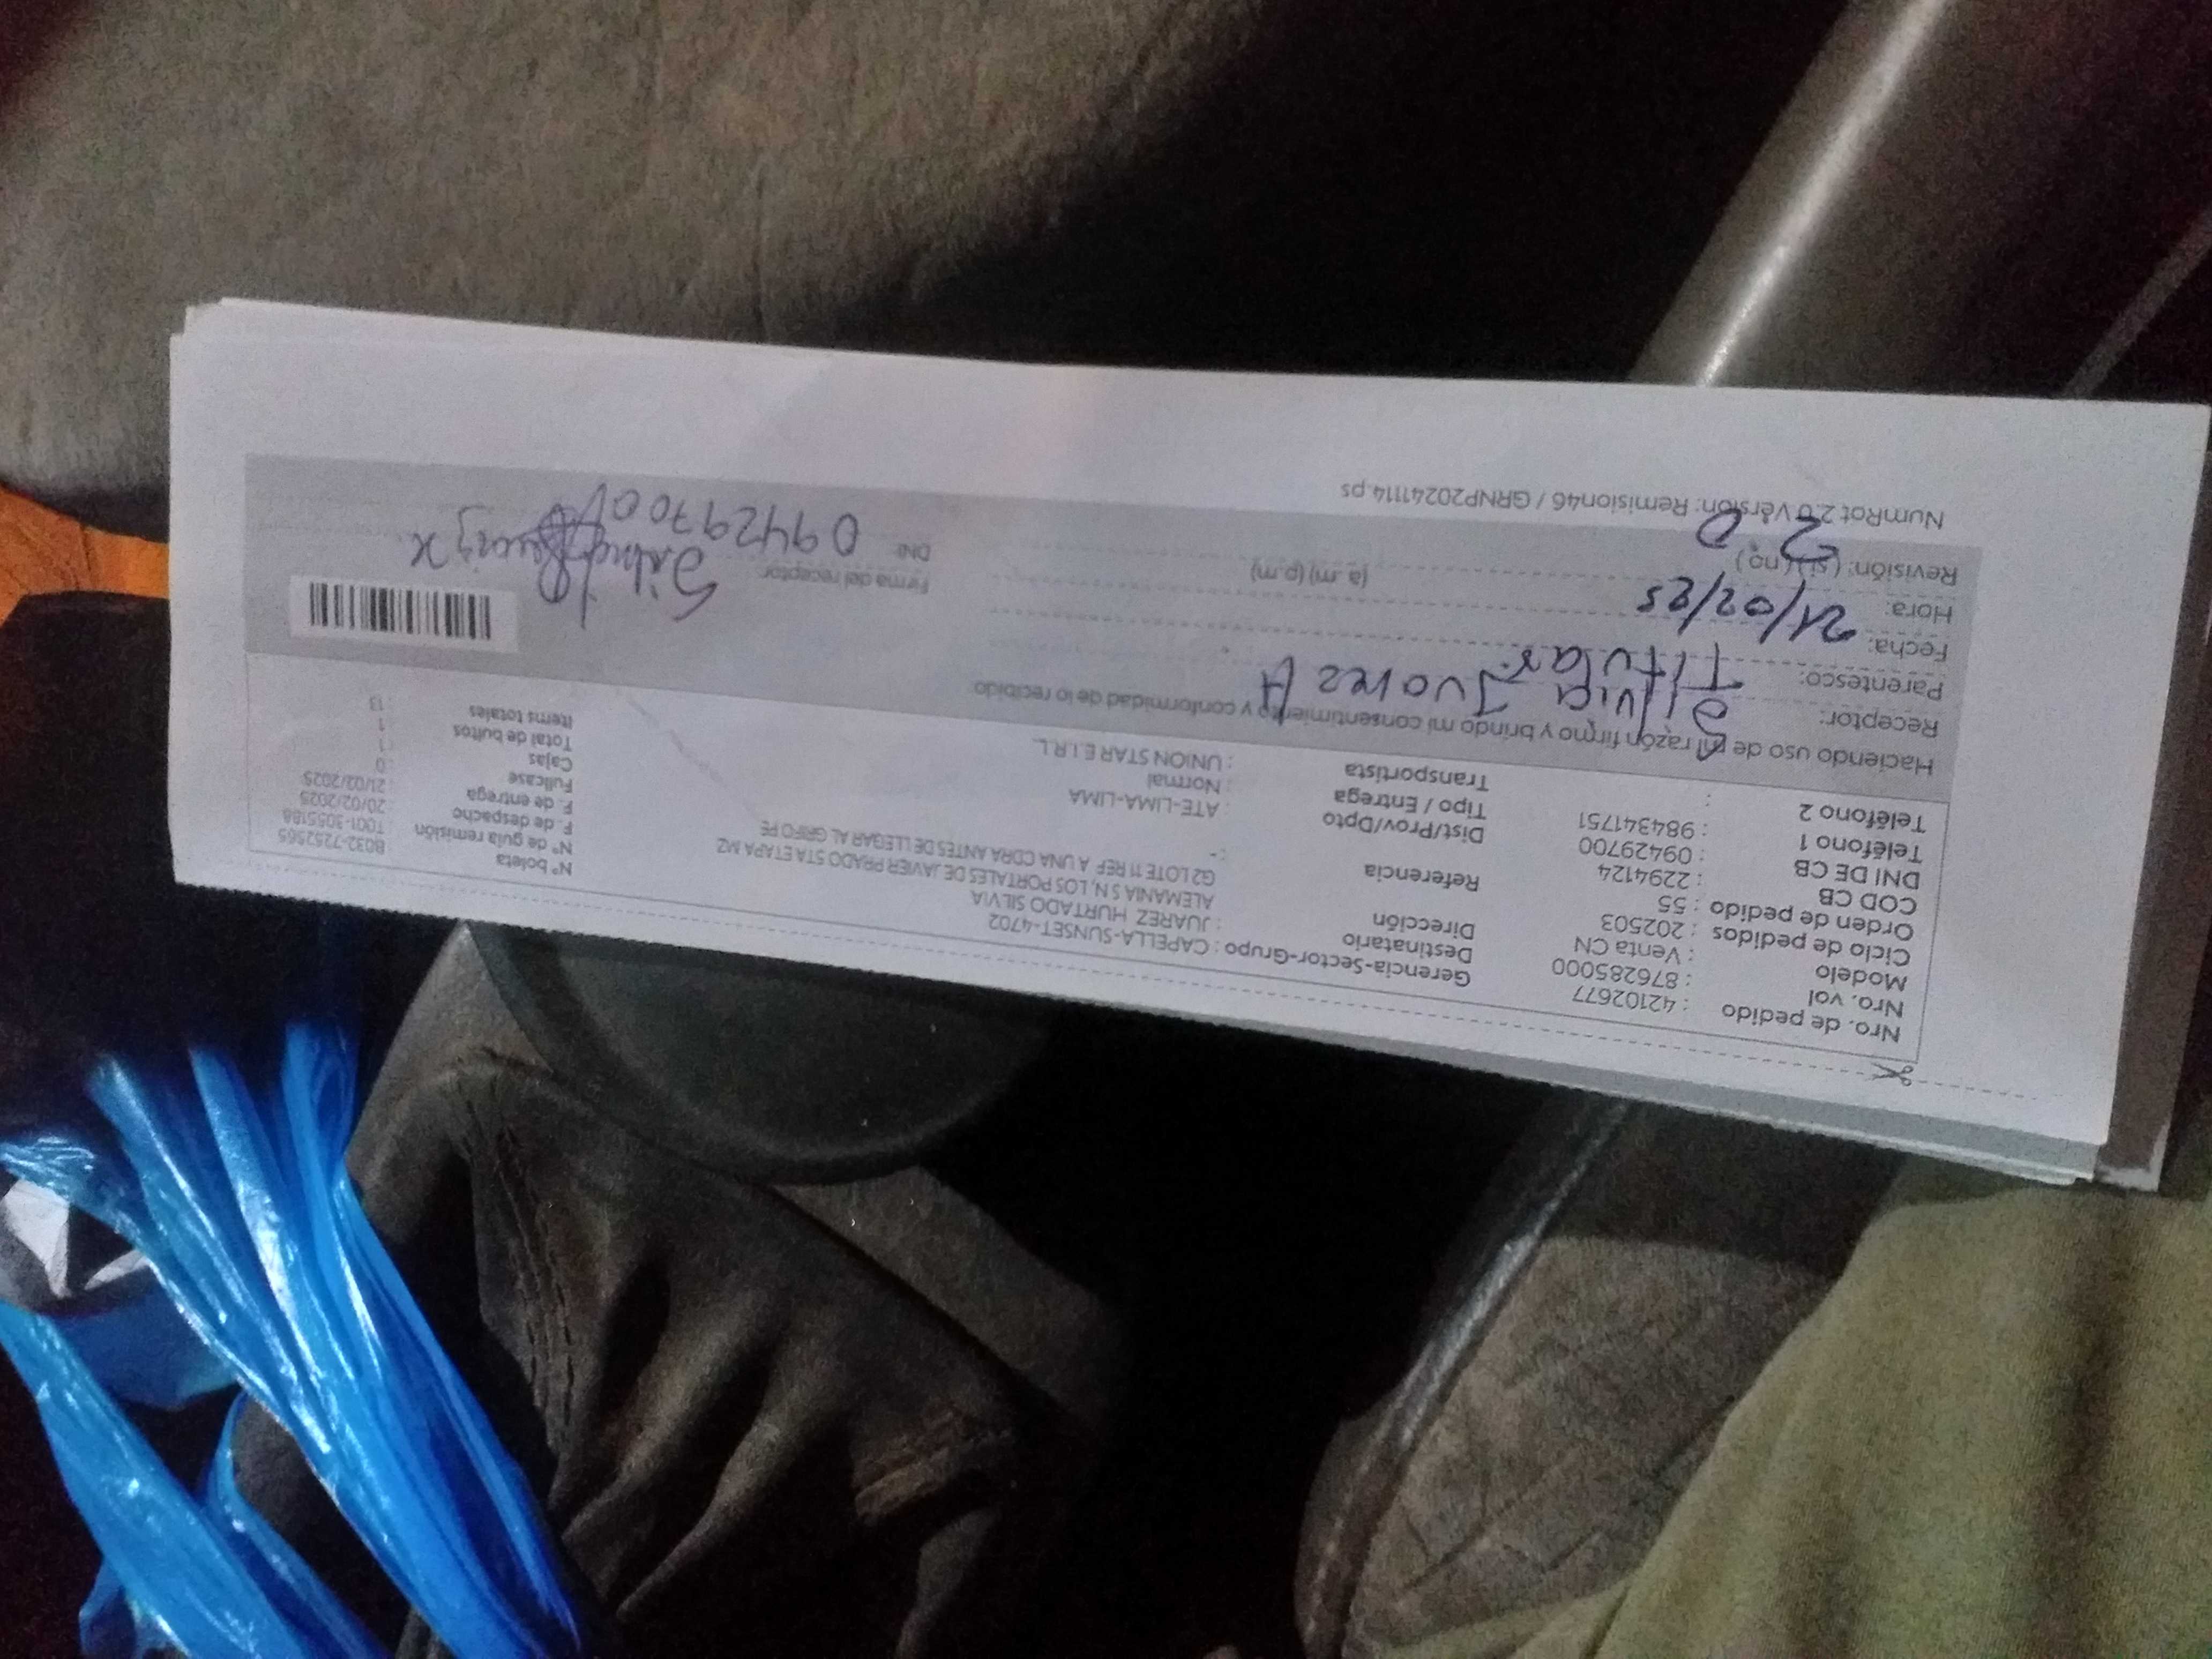 Nro. de pedido : 42102677
Nro. vol : 876285000
Modelo : Venta CN
Ciclo de pedidos : 202503
Orden de pedido : 55
COD CB : 2294124
DNI DE CB : 09429700
Teléfono 1 : 984341751
Teléfono 2 :
Gerencia-Sector-Grupo : CAPELLA-SUNSET-4702
Destinatario : JUAREZ HURTADO SILVIA
Dirección : ALEMANIA S N, LOS PORTALES DE JAVIER PRADO 5TA ETAPA MZ
G2 LOTE 11 REF A UNA CDRA ANTES DE LLEGAR AL GRIFO PE
Referencia : -
Dist/Prov/Dpto : ATE-LIMA-LIMA
Tipo / Entrega : Normal
Transportista : UNION STAR E.I.R.L.
N° boleta : B032-7252565
N° de guía remisión : T001-3055188
F. de despacho : 20/02/2025
F. de entrega : 21/02/2025
Fullcase : 0
Cajas : 1
Total de bultos : 1
Items totales : 13
Haciendo uso de mi razón firmo y brindo mi consentimiento y conformidad de lo recibido
Receptor: Silvia Juarez H
Parentesco: Titular
Fecha: 21/02/25
Hora: (a.m) (p.m)
Revisión: ( si ) ( no )
Firma del receptor
DNI: 09429700
NumRot 2.0 Versión: Remision46 / GRNP20241114.ps